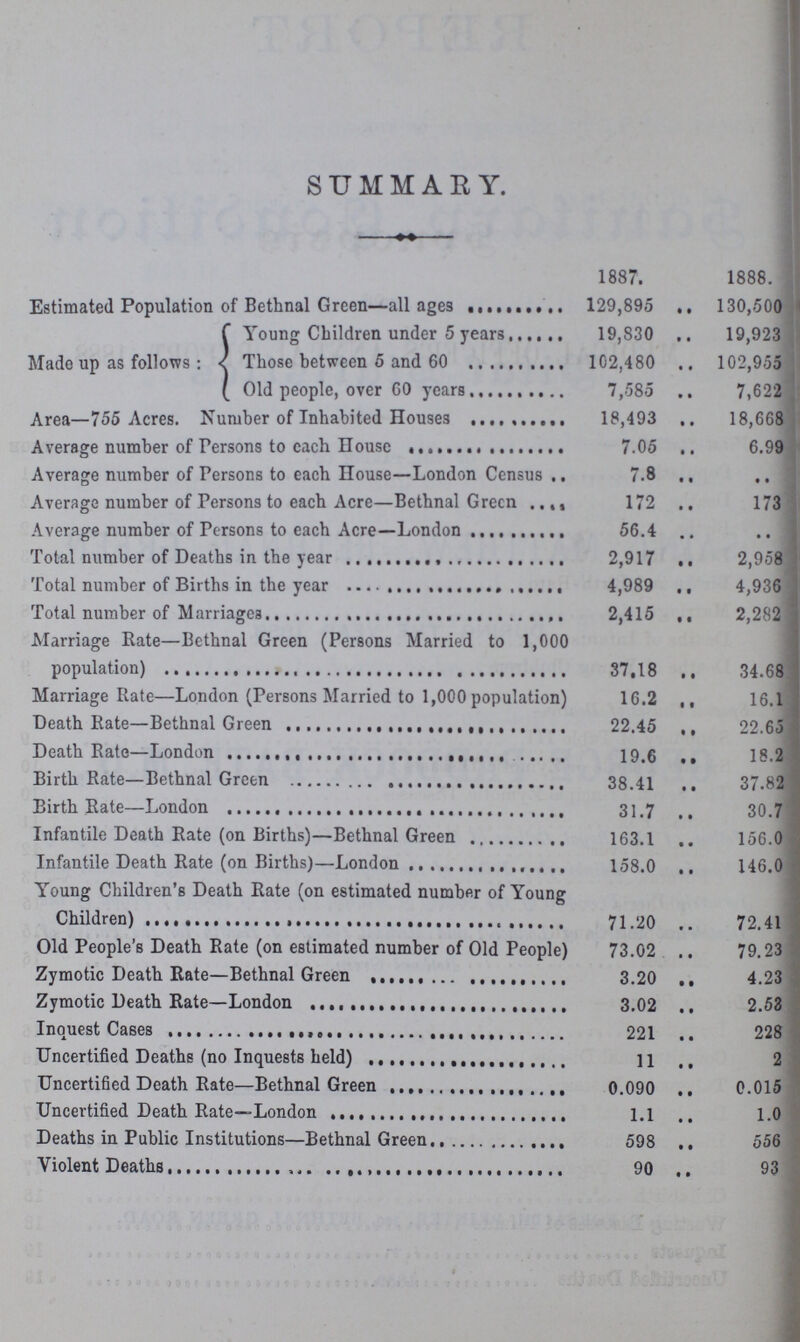 SUMMARY.
1887. 1888.
Estimated Population of Bethnal Green—all ages .......... 129,895 .. 130,500
Made up as follows : { Young Children under 5 years...... 19,830 .. 19,923
Those between 5 and 60 .......... 102,480 .. 102,955
Old people, over 60 years.......... 7,585 .. 7,622
Area—755 Acres. Number of Inhabited Houses .......... 18,493 .. 18,668
Average number of Persons to each House ................ 7.05 .. 6.99
Average number of Persons to each House—London Census .. 7.8 .. ..
Average number of Persons to each Acre—Bethnal Green .... 172 .. 173
Average number of Persons to each Acre—London .......... 56.4 .. ..
Total number of Deaths in the year ...................... 2,917 .. 2,958
Total number of Births in the year ...................... 4,989 .. 4,936
Total number of Marriages.............................. 2,415 .. 2,282
Marriage Rate—Bethnal Green (Persons Married to 1,000
population) ........................................ 37.18 .. 34.68
Marriage Rate—London (Persons Married to 1,000 population) 16.2 .. 16.1
Death Rate—Bethnal Green ............................ 22.45 .. 22.65
Death Rate—London .................................. 19.6 .. 18.2
Birth Rate—Bethnal Green ............................ 38.41 .. 37.82
Birth Rate—London .................................. 31.7 .. 30.7
Infantile Death Rate (on Births)—Bethnal Green .......... 163.1 .. 156.0
Infantile Death Rate (on Births)—London ................ 158.0 .. 146.0
Young Children's Death Rate (on estimated number of Young
Children) .......................................... 71.20 .. 72.41
Old People's Death Rate (on estimated number of Old People) 73.02 .. 79.23
Zymotic Death Rate—Bethnal Green .................... 3.20 .. 4.23
Zymotic Death Rate—London .......................... 3.02 .. 2.53
Inquest Cases ........................................ 221 .. 228
Uncertified Deaths (no Inquests held) .................... 11 .. 2
Uncertified Death Rate—Bethnal Green .................. 0.090 .. 0.015
Uncertified Death Rate—London ........................ 1.1 .. 1.0
Deaths in Public Institutions—Bethnal Green.............. 598 .. 556
Violent Deaths........................................ 90 .. 93